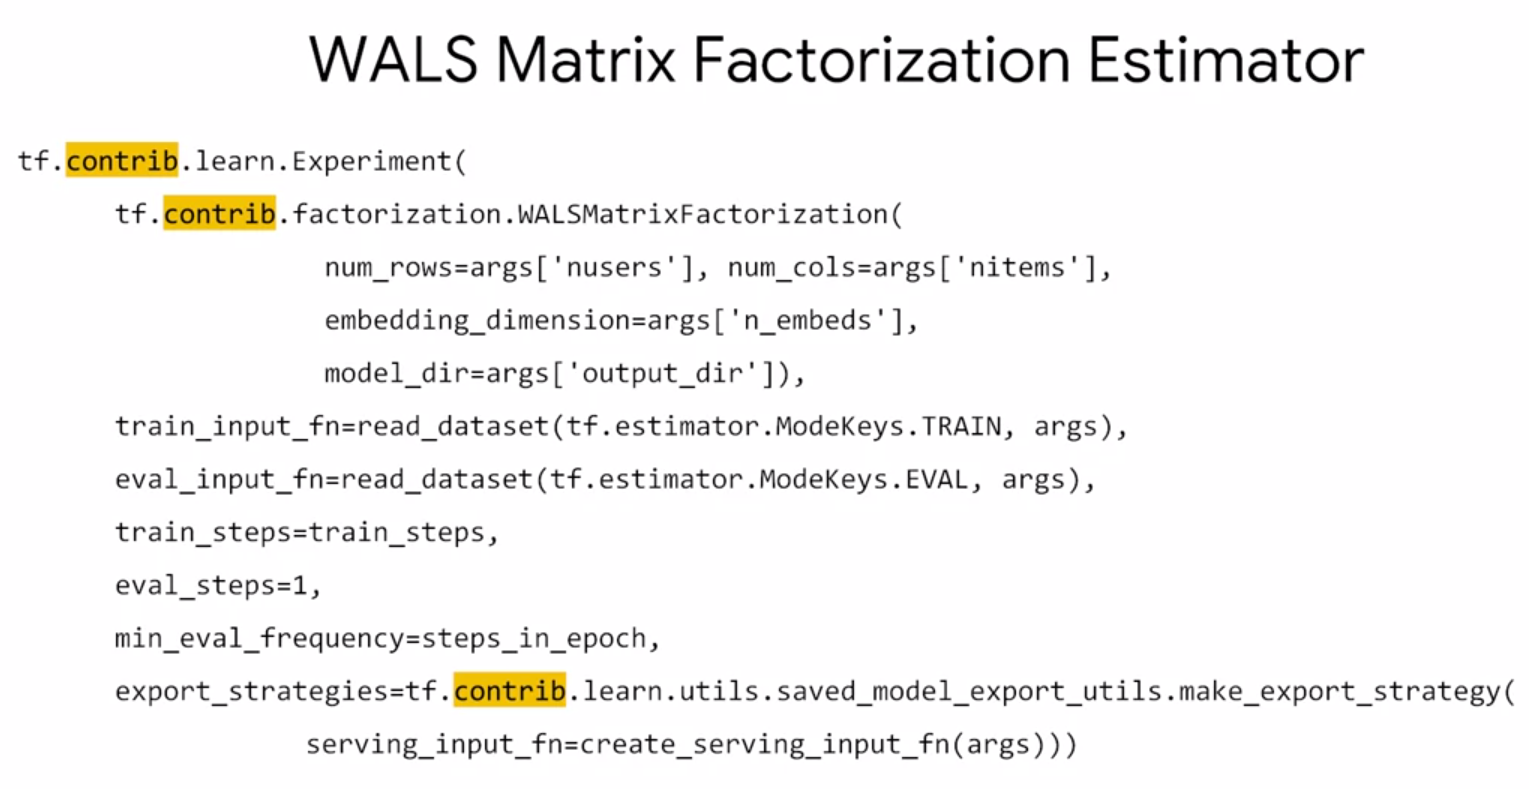 WALS Matrix Factorization Estimator
tf.contrib.learn.Experiment(
tf.contrib.factorization.WALSMatrixFactorization(
num_rows=args['nusers'], num_cols=args['nitems'],
embedding_dimension=args['n_embeds'],
model_dir=args['output_dir']),
train_input_fn=read_dataset(tf.estimator.ModeKeys.TRAIN, args),
eval_input_fn=read_dataset(tf.estimator.ModeKeys.EVAL, args),
train_steps=train_steps,
eval_steps=1,
min_eval_frequency=steps_in_epoch,
export_strategies=tf.contrib.learn.utils.saved_model_export_utils.make_export_strategy(
serving_input_fn=create_serving_input_fn(args)))